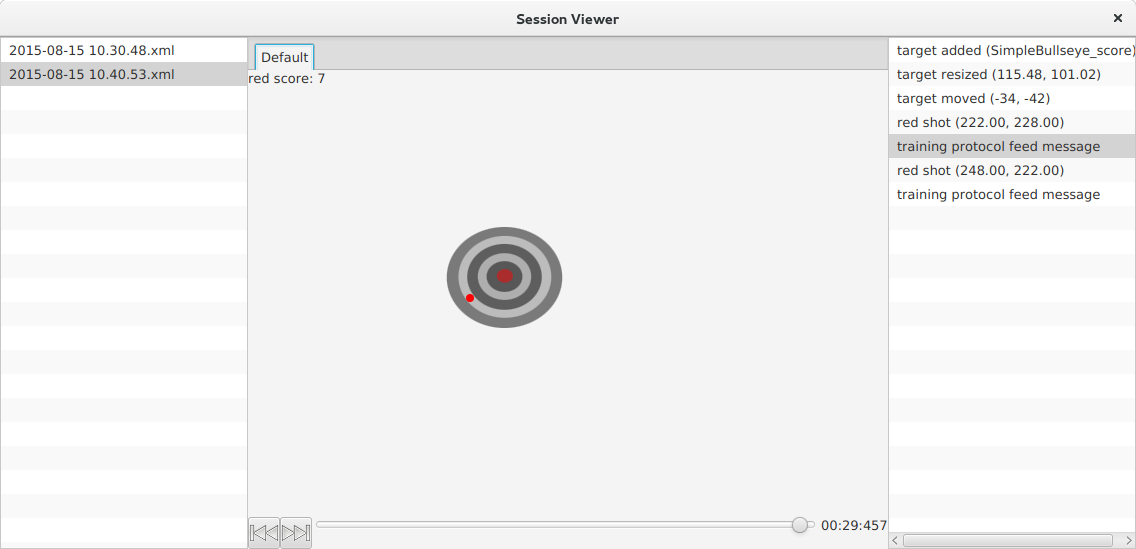 Session Viewer
2015-08-15 10.30.48.xml
2015-08-15 10.40.53.xml
Default
red score: 7
00:29:457
target added (SimpleBullseye_score)
target resized (115.48, 101.02)
target moved (-34, -42)
red shot (222.00, 228.00)
training protocol feed message
red shot (248.00, 222.00)
training protocol feed message